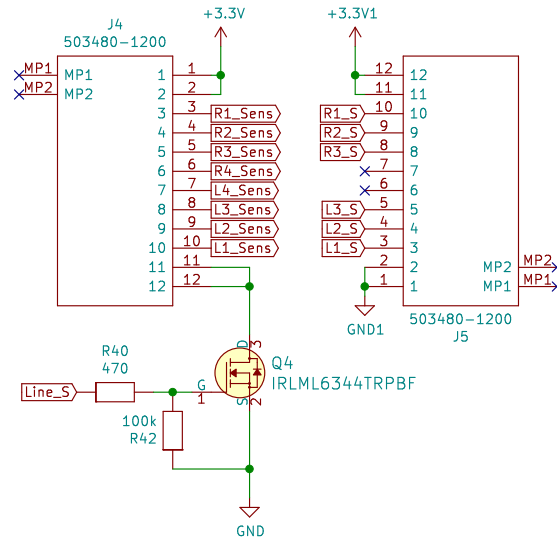 J4
503480-1200
+3.3V
MP1
MP1
MP2
MP2
1
1
2
2
3
3
R1_Sens
4
4
R2_Sens
5
5
R3_Sens
6
6
R4_Sens
7
7
L4_Sens
8
8
L3_Sens
9
9
L2_Sens
10
10
L1_Sens
11
11
12
12
+3.3V1
12
12
11
11
R1_S
10
10
R2_S
9
9
R3_S
8
8
7
7
6
6
L3_S
5
5
L2_S
4
4
L1_S
3
3
2
2
MP2
MP2
1
1
MP1
MP1
GND1
503480-1200
J5
D
3
Q4
IRLML6344TRPBF
G
1
S
2
R40
470
Line_S
100k
R42
GND